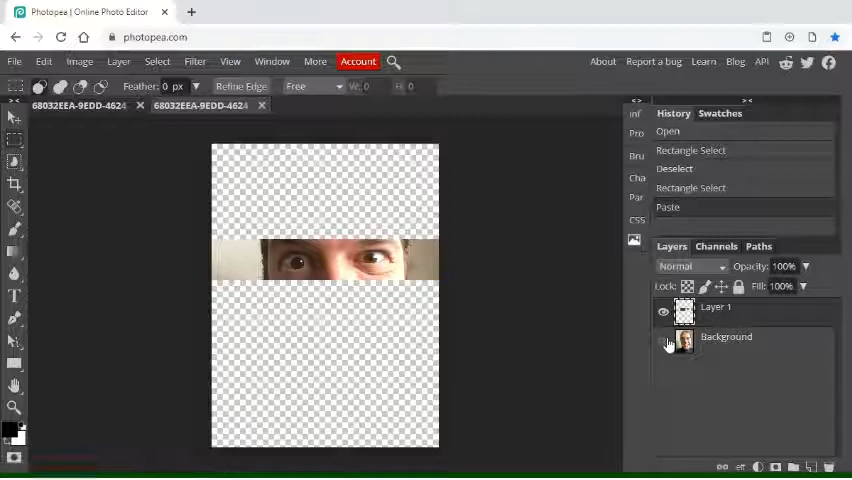 Photopea | Online Photo Editor
photopea.com
File Edit Image Layer Select Filter View Window More Account About Report a bug Learn Blog API
Feather: 0 px Refine Edge Free W: 0 H: 0
68032EEA-9EDD-4624 68032EEA-9EDD-4624
Inf History Swatches
Pro Open
Bru Rectangle Select
Cha Deselect
Par Rectangle Select
CSS Paste
Layers Channels Paths
Normal Opacity: 100%
Lock: Fill: 100%
Layer 1
Background
eff